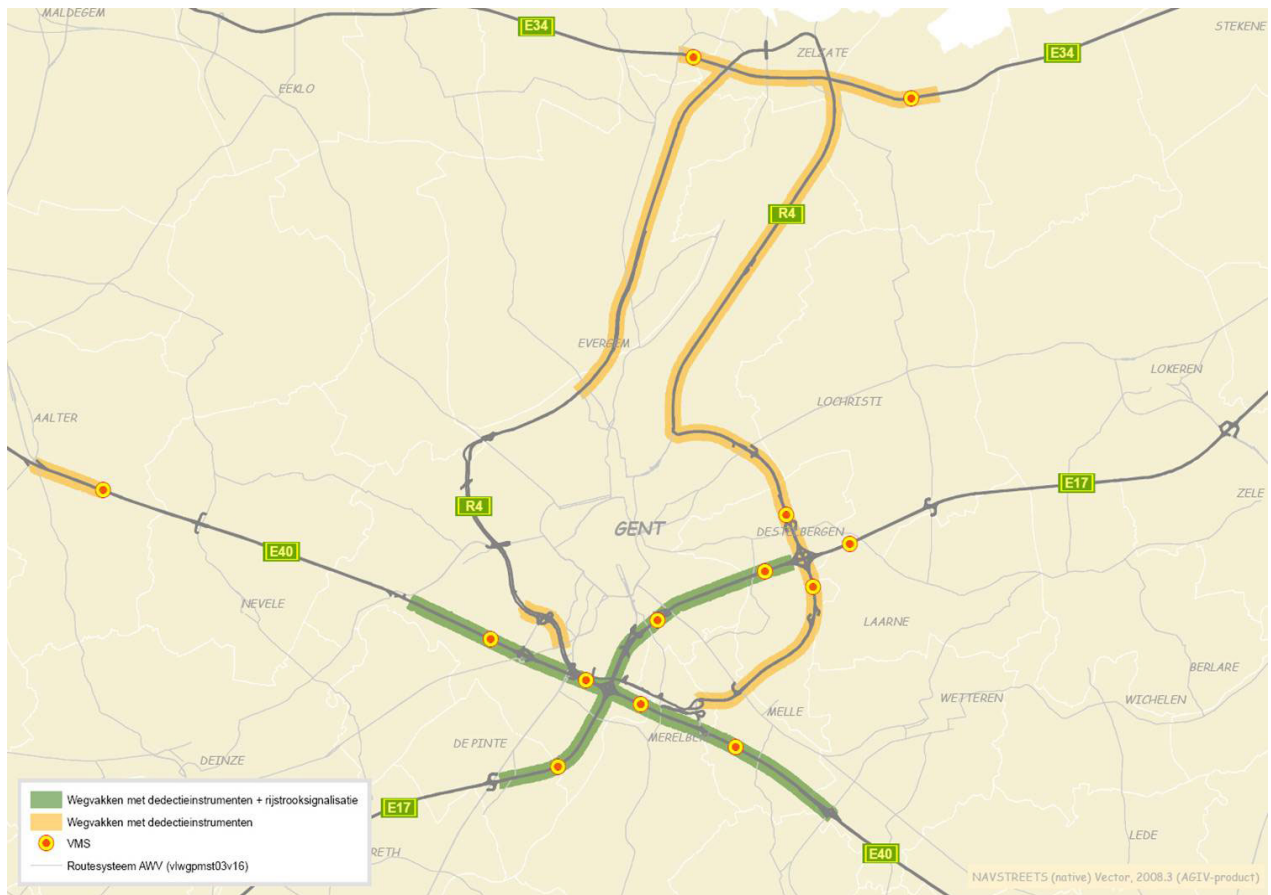 MALDEGEM
E34
STEKENE
ZELZATE
E34
EEKLO
R4
EVERGEM
LOKEREN
LOCHRISTI
AALTER
E17
ZELE
R4
GENT
DESTELBERGEN
E40
NEVELE
LAARNE
BERLARE
WETTEREN
WICHELEN
MELLE
DE PINTE
DEINZE
Wegvakken met dedectieinstrumenten + rijstrooksignalisatie
Wegvakken met dedectieinstrumenten
VMS
Routesysteem AWV (vlwgpmst03v16)
E17
LEDE
E40
NAVSTREETS (native) Vector, 2008.3 (AGIV-product)